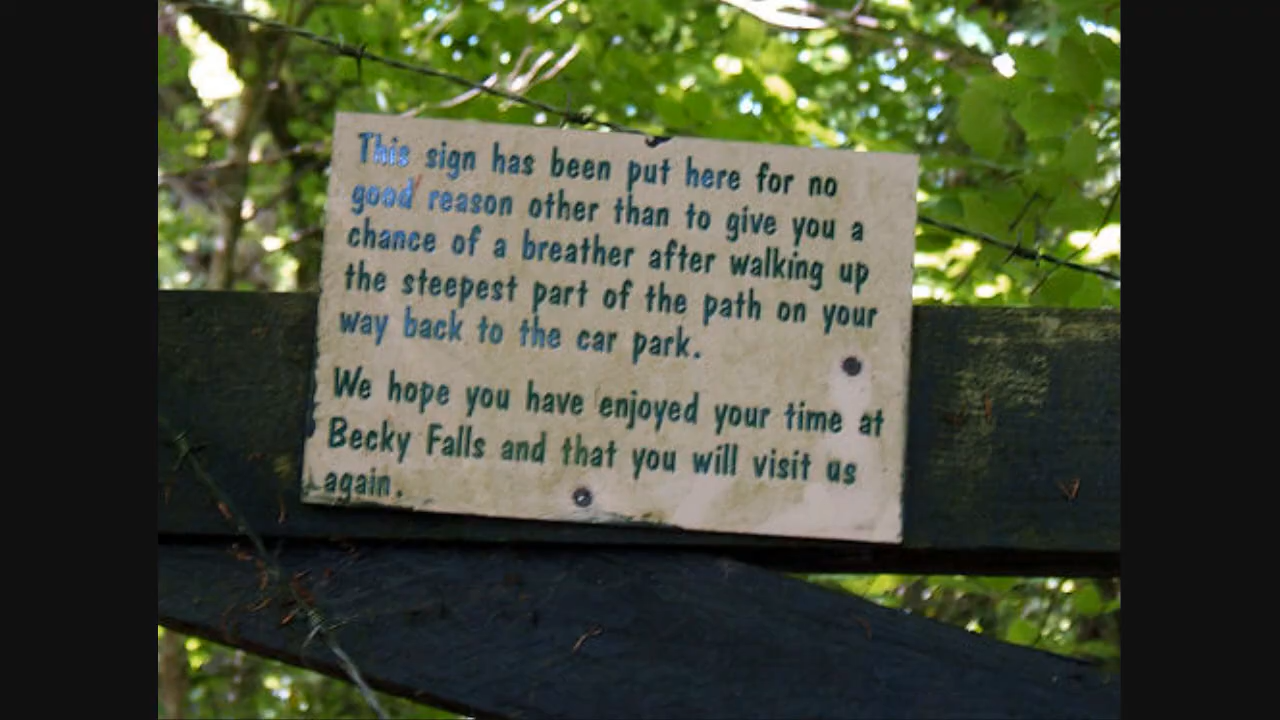 This sign has been put here for no
good reason other than to give you a
chance of a breather after walking up
the steepest part of the path on your
way back to the car park.
We hope you have enjoyed your time at
Becky Falls and that you will visit us
again.